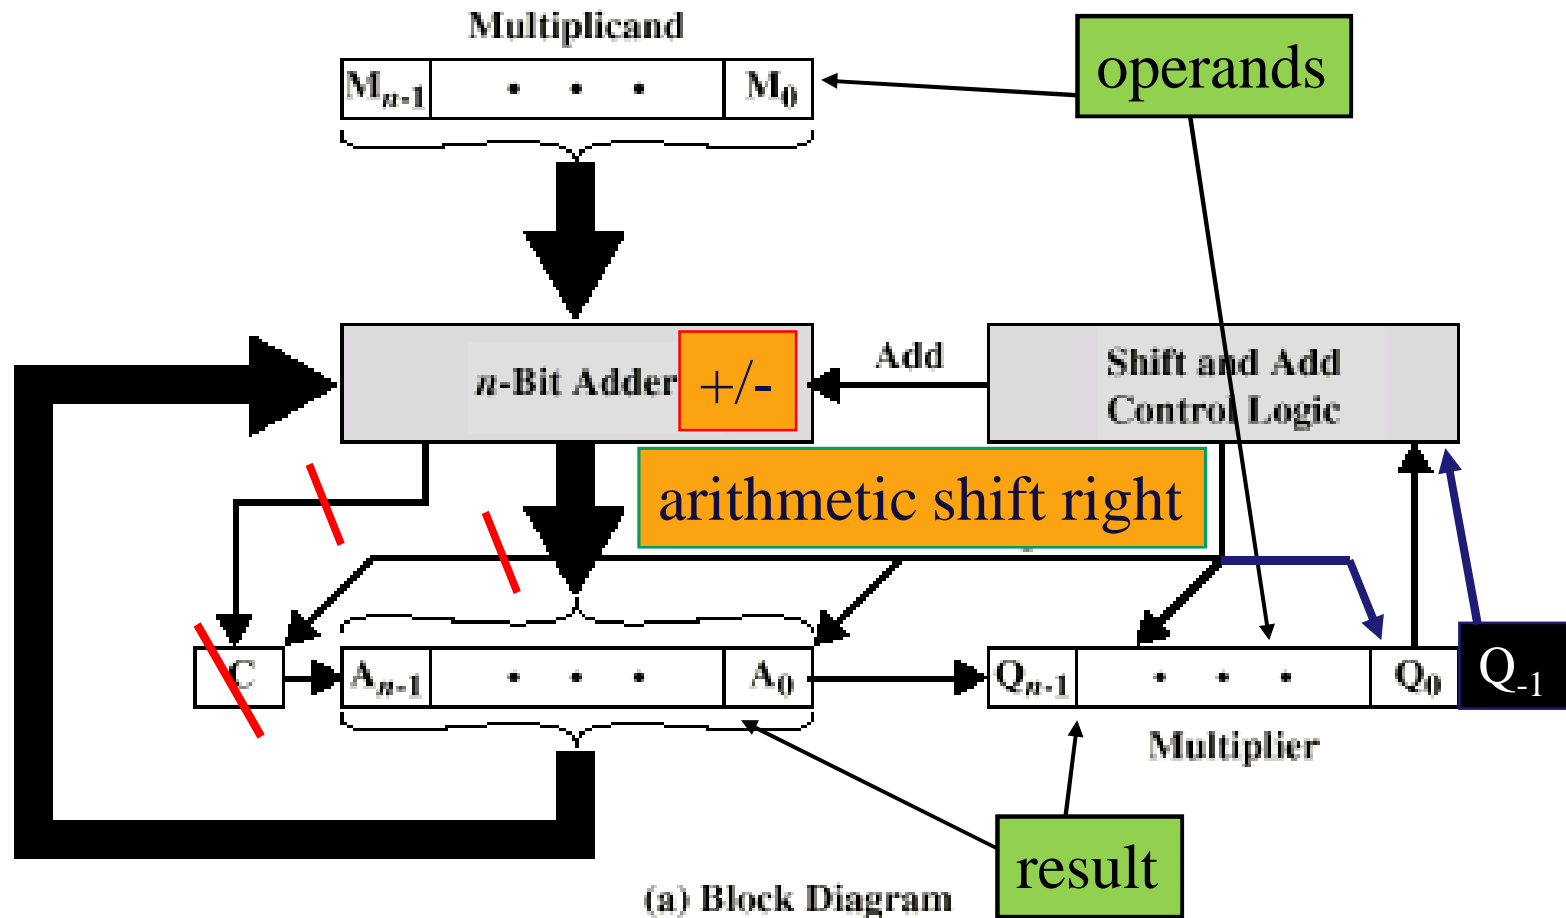 Multiplicand
operands
Mn-1 · · · M0
n-Bit Adder +/-
Add
Shift and Add
Control Logic
arithmetic shift right
C
An-1 · · · A0
Qn-1 · · · Q0
Q-1
Multiplier
result
(a) Block Diagram